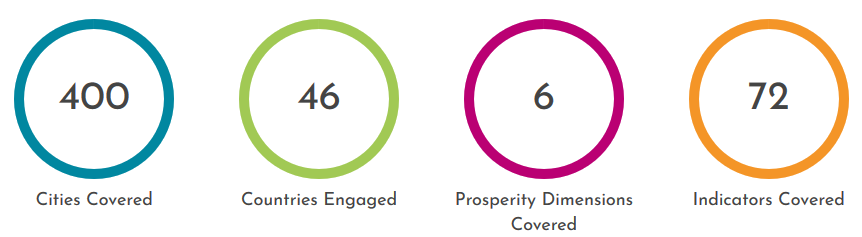 400
46
6
72
Cities Covered
Countries Engaged
Prosperity Dimensions
Covered
Indicators Covered